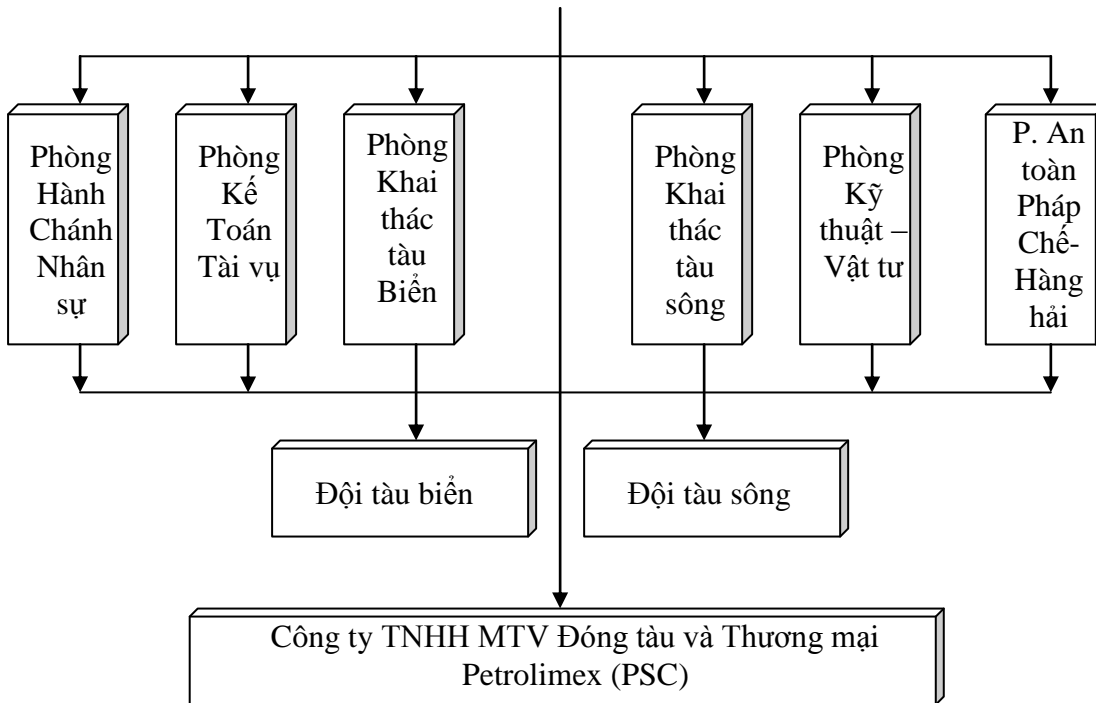 Phòng
Hành
Chánh
Nhân
sự
Phòng
Kế
Toán
Tài vụ
Phòng
Khai
thác
tàu
Biển
Phòng
Khai
thác
tàu
sông
Phòng
Kỹ
thuật –
Vật tư
P. An
toàn
Pháp
Chế-
Hàng
hải
Đội tàu biển
Đội tàu sông
Công ty TNHH MTV Đóng tàu và Thương mại
Petrolimex (PSC)